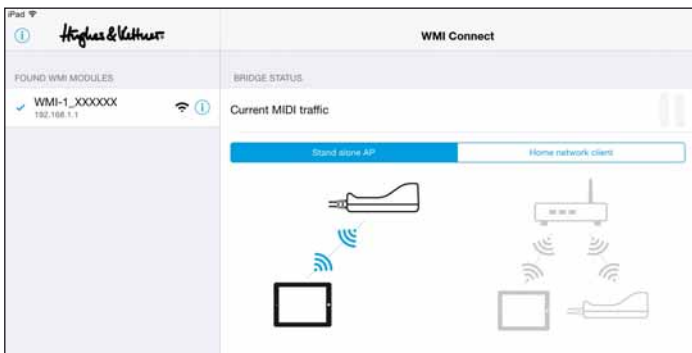 iPad
Hughes & Kettner
WMI Connect
FOUND WMI MODULES
WMI-1_XXXXXX
192.168.1.1
BRIDGE STATUS
Current MIDI traffic
Stand alone AP
Home network client